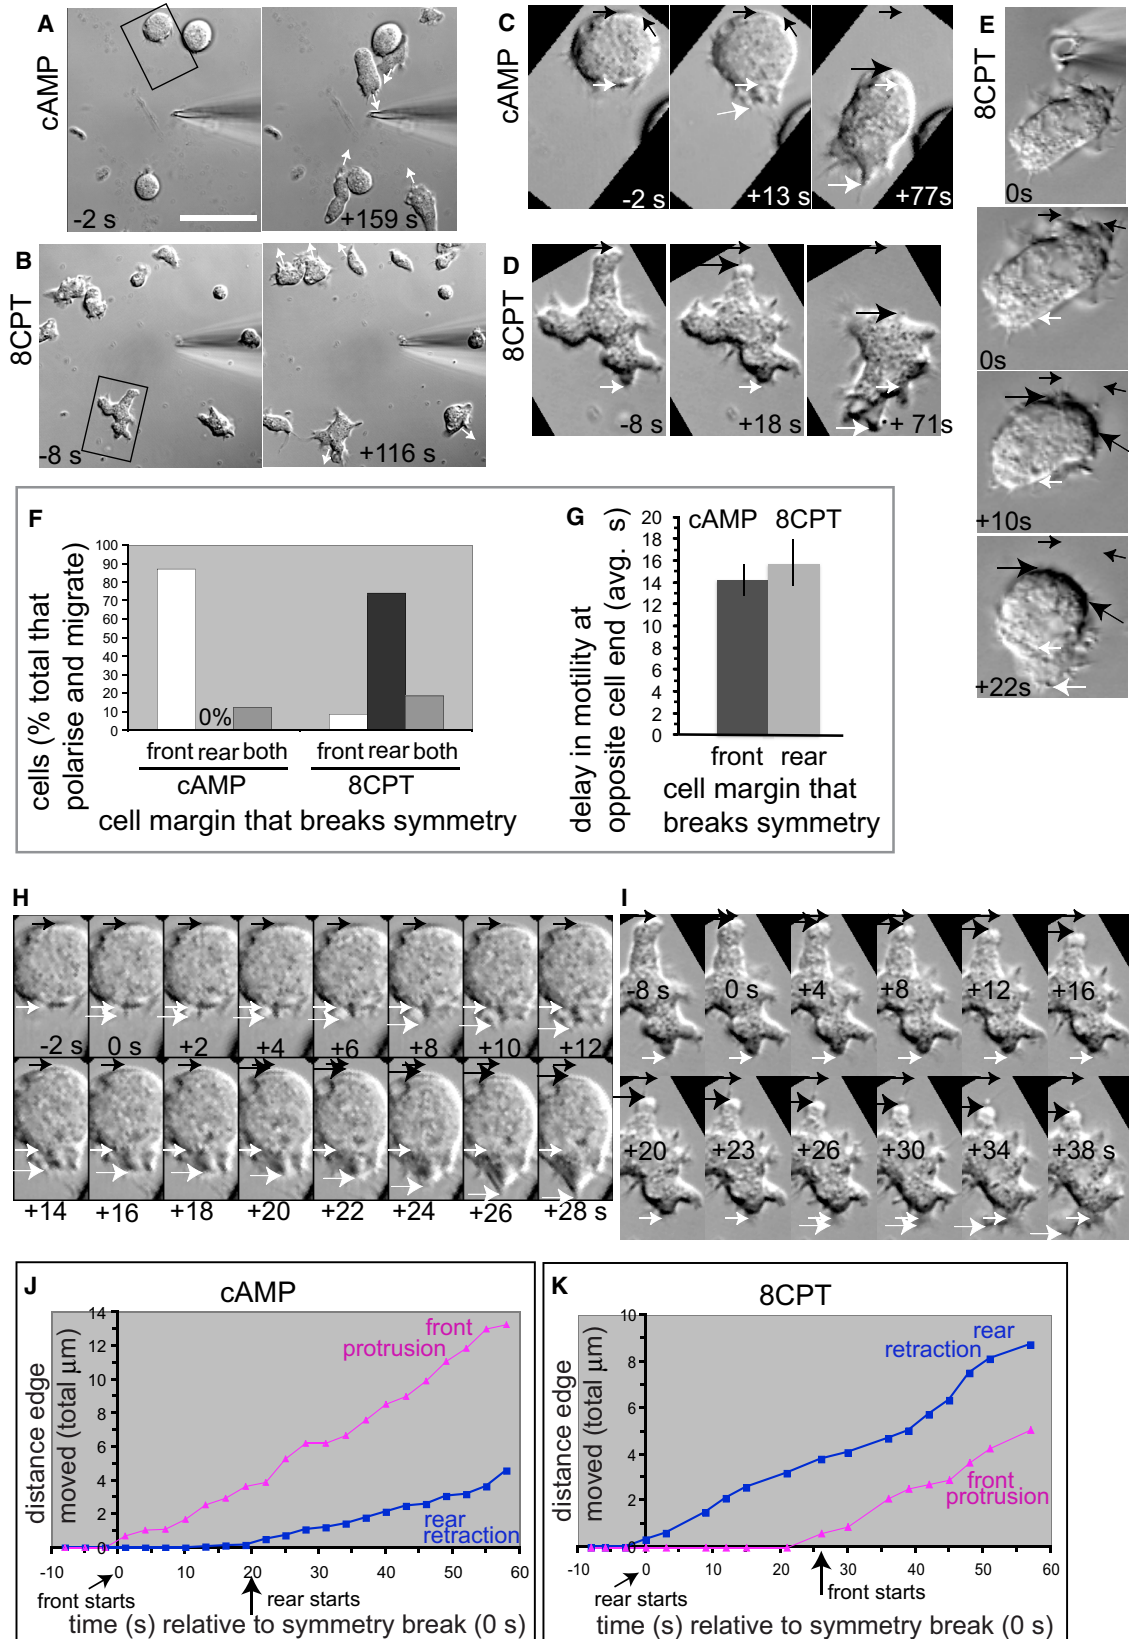 A
cAMP
-2 s
+159 s
B
8CPT
-8 s
+116 s
C
cAMP
-2 s
+13 s
+77s
D
8CPT
-8 s
+18 s
+ 71s
E
8CPT
0s
0s
+10s
+22s
F
cells (% total that
polarise and migrate)
100
90
80
70
60
50
40
30
20
10
0
0%
front rear both front rear both
cAMP 8CPT
cell margin that breaks symmetry
G
delay in motility at
opposite cell end (avg. s)
20
18
16
14
12
10
8
6
4
2
0
cAMP 8CPT
front rear
cell margin that
breaks symmetry
H
-2 s 0 s +2 +4 +6 +8 +10 +12
+14 +16 +18 +20 +22 +24 +26 +28 s
I
-8 s 0 s +4 +8 +12 +16
+20 +23 +26 +30 +34 +38 s
J
cAMP
distance edge
moved (total µm)
14
12
10
8
6
4
2
0
front
protrusion
rear
retraction
-10 0 10 20 30 40 50 60
front starts
rear starts
time (s) relative to symmetry break (0 s)
K
8CPT
distance edge
moved (total µm)
10
8
6
4
2
0
rear
retraction
front
protrusion
-10 0 10 20 30 40 50 60
rear starts
front starts
time (s) relative to symmetry break (0 s)